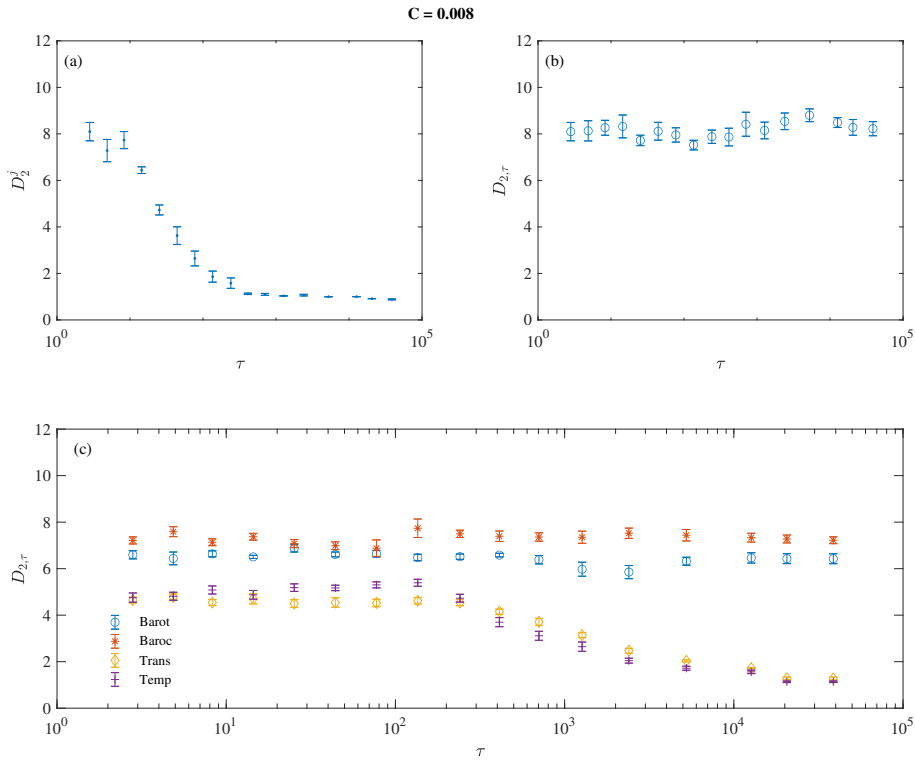 C = 0.008
(a)
12
10
8
6
4
2
0
D_2^j
10^0
10^5
τ
(b)
12
10
8
6
4
2
0
D_{2,τ}
10^0
10^5
τ
(c)
12
10
8
6
4
2
0
D_{2,τ}
Barot
Baroc
Trans
Temp
10^0
10^1
10^2
10^3
10^4
10^5
τ